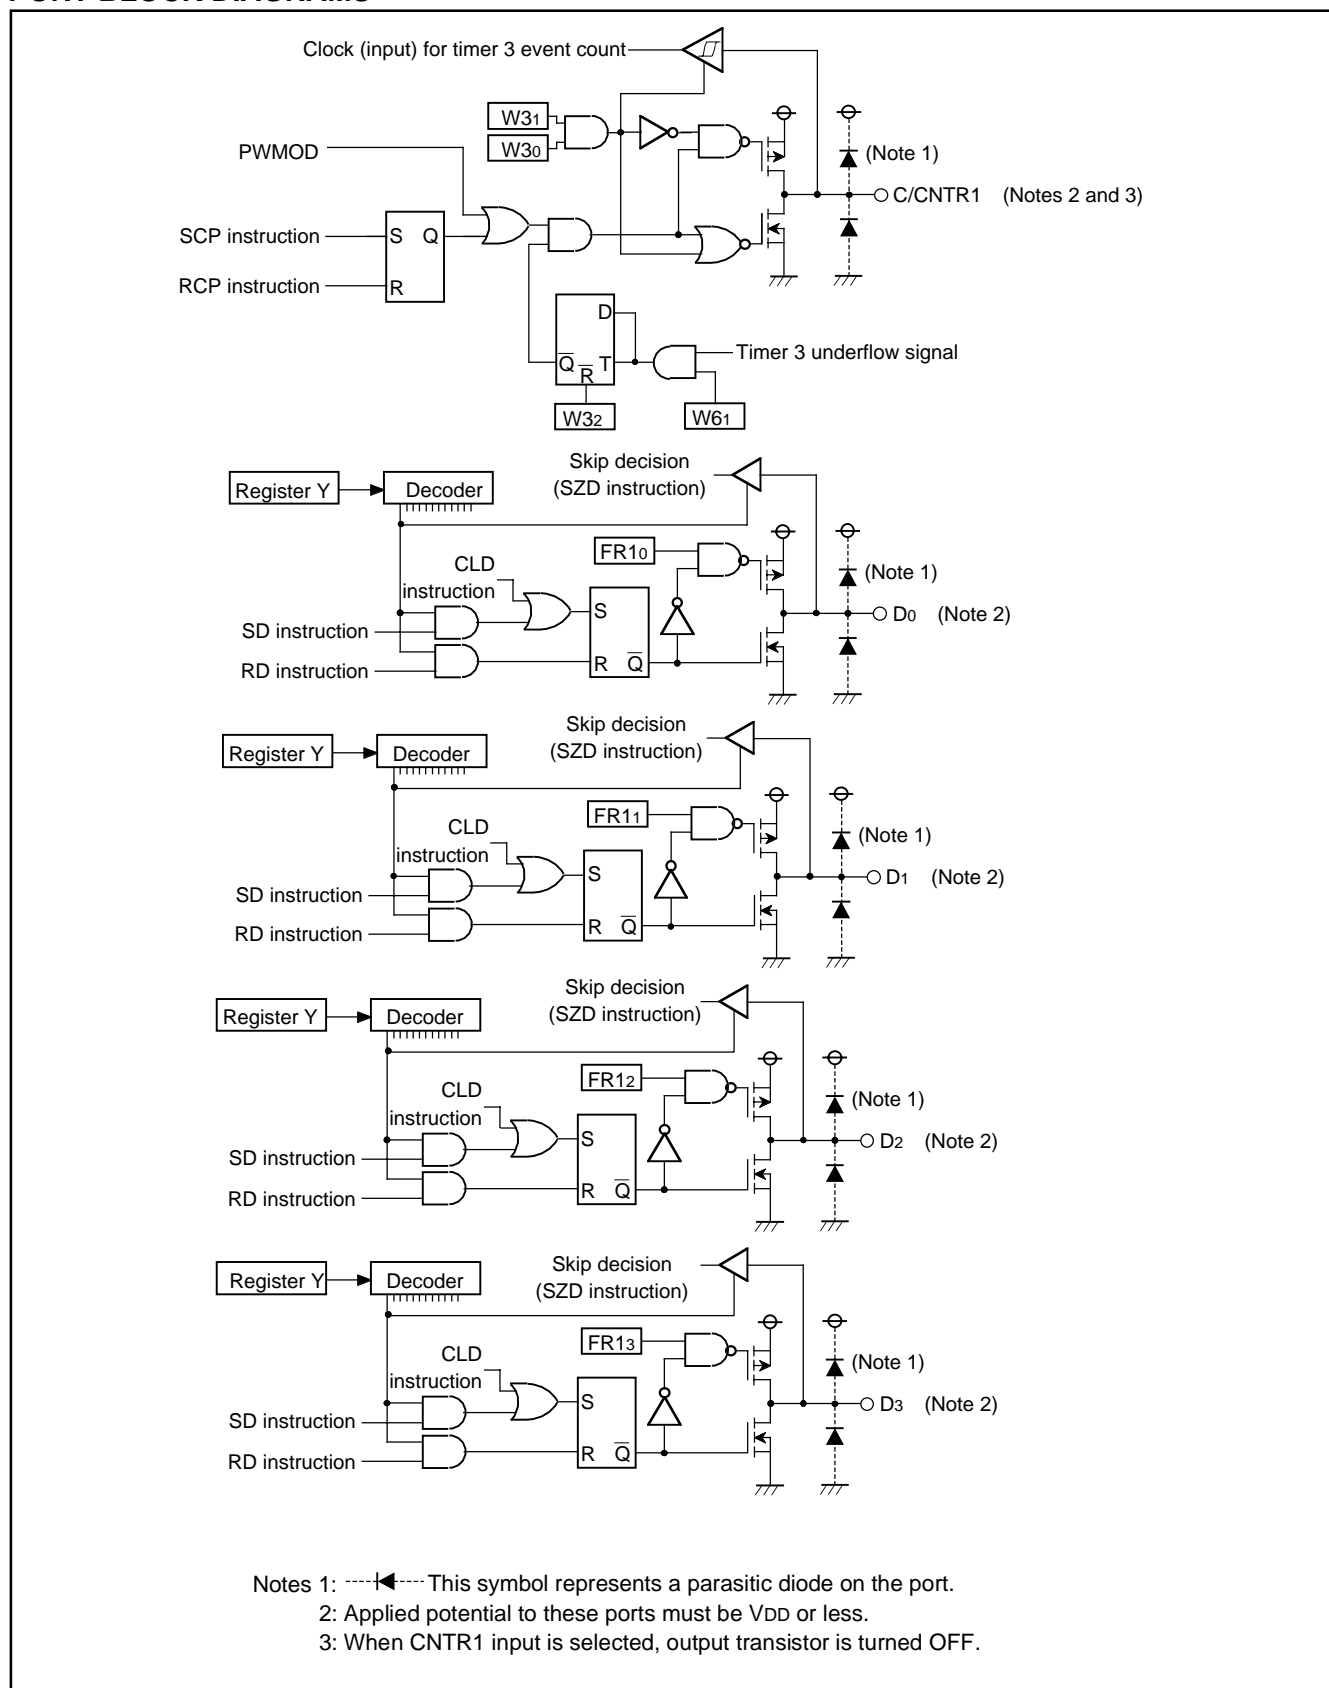 PORT BLOCK DIAGRAMS
Clock (input) for timer 3 event count
W31
W30
(Note 1)
PWMOD
C/CNTR1 (Notes 2 and 3)
SCP instruction
S Q
RCP instruction
R
D
Timer 3 underflow signal
Q̅ R̅ T
W32
W61
Skip decision
(SZD instruction)
Register Y
Decoder
FR10
CLD
instruction
(Note 1)
S
D0 (Note 2)
SD instruction
RD instruction
R Q̅
Skip decision
(SZD instruction)
Register Y
Decoder
FR11
CLD
instruction
(Note 1)
S
D1 (Note 2)
SD instruction
RD instruction
R Q̅
Skip decision
(SZD instruction)
Register Y
Decoder
FR12
CLD
instruction
(Note 1)
S
D2 (Note 2)
SD instruction
RD instruction
R Q̅
Skip decision
(SZD instruction)
Register Y
Decoder
FR13
CLD
instruction
(Note 1)
S
D3 (Note 2)
SD instruction
RD instruction
R Q̅
Notes 1: This symbol represents a parasitic diode on the port.
2: Applied potential to these ports must be VDD or less.
3: When CNTR1 input is selected, output transistor is turned OFF.